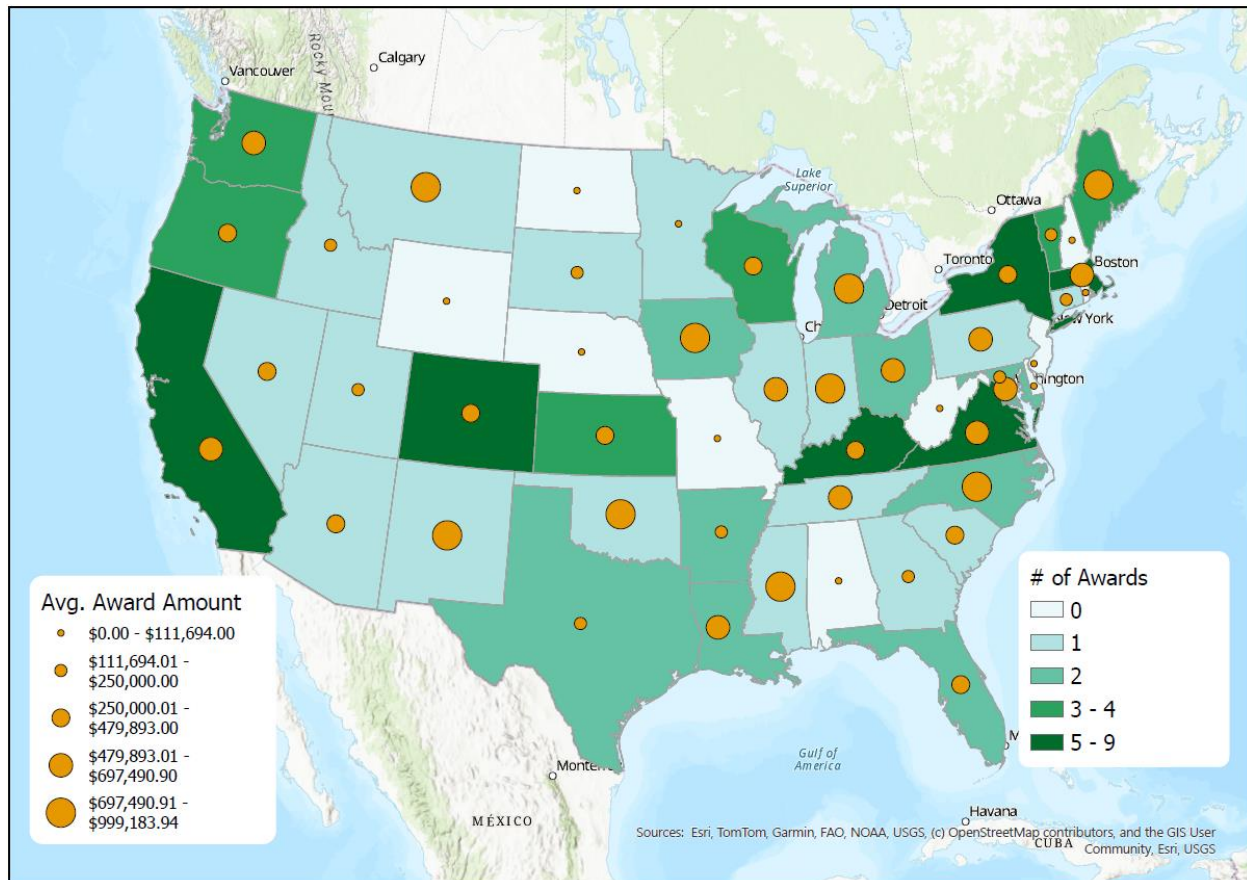 Calgary
Vancouver
Rocky Mou
Lake
Superior
Ottawa
Toronto
Boston
Detroit
Ch
ew York
hington
Avg. Award Amount
$0.00 - $111,694.00
$111,694.01 -
$250,000.00
$250,000.01 -
$479,893.00
$479,893.01 -
$697,490.90
$697,490.91 -
$999,183.94
# of Awards
0
1
2
3 - 4
5 - 9
M
Gulf of
America
Monterr
MÉXICO
Havana
CUBA
Sources: Esri, TomTom, Garmin, FAO, NOAA, USGS, (c) OpenStreetMap contributors, and the GIS User
Community, Esri, USGS